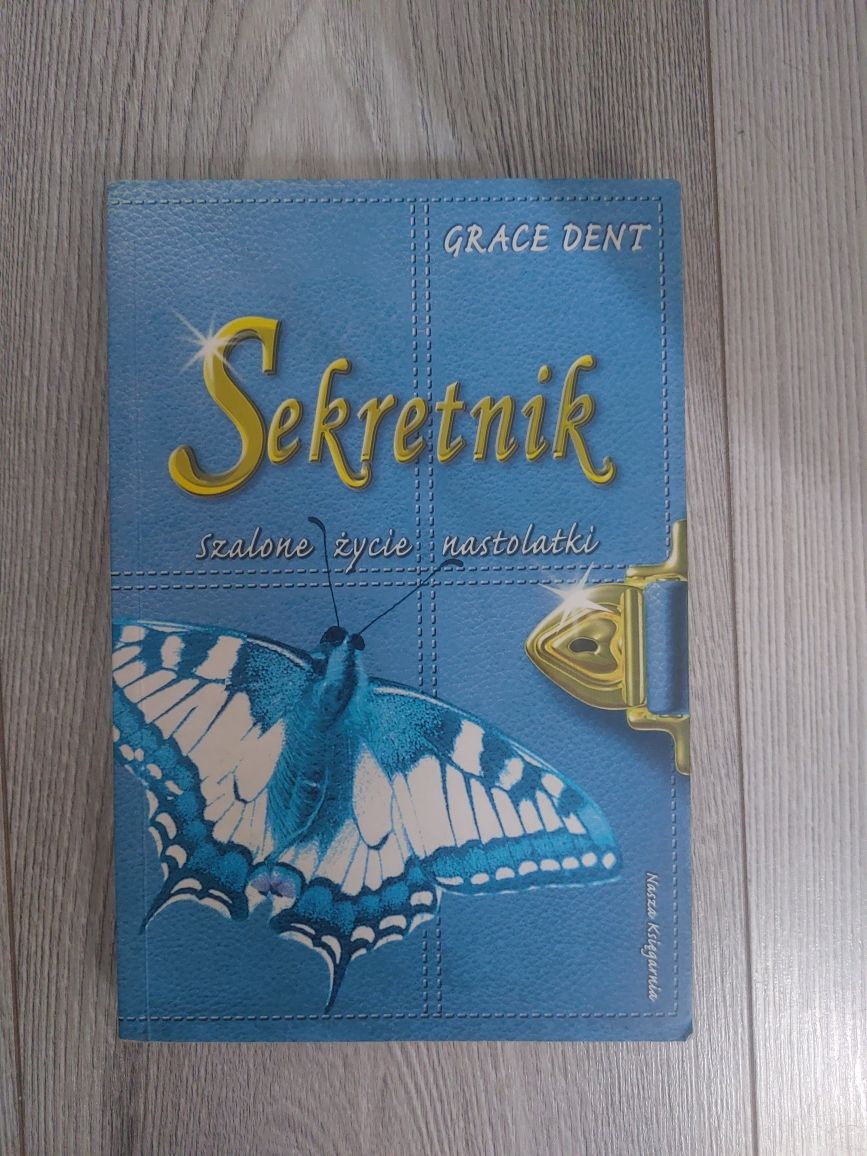 GRACE DENT
Sekretnik
Szalone życie nastolatki
Nasza Księgarnia